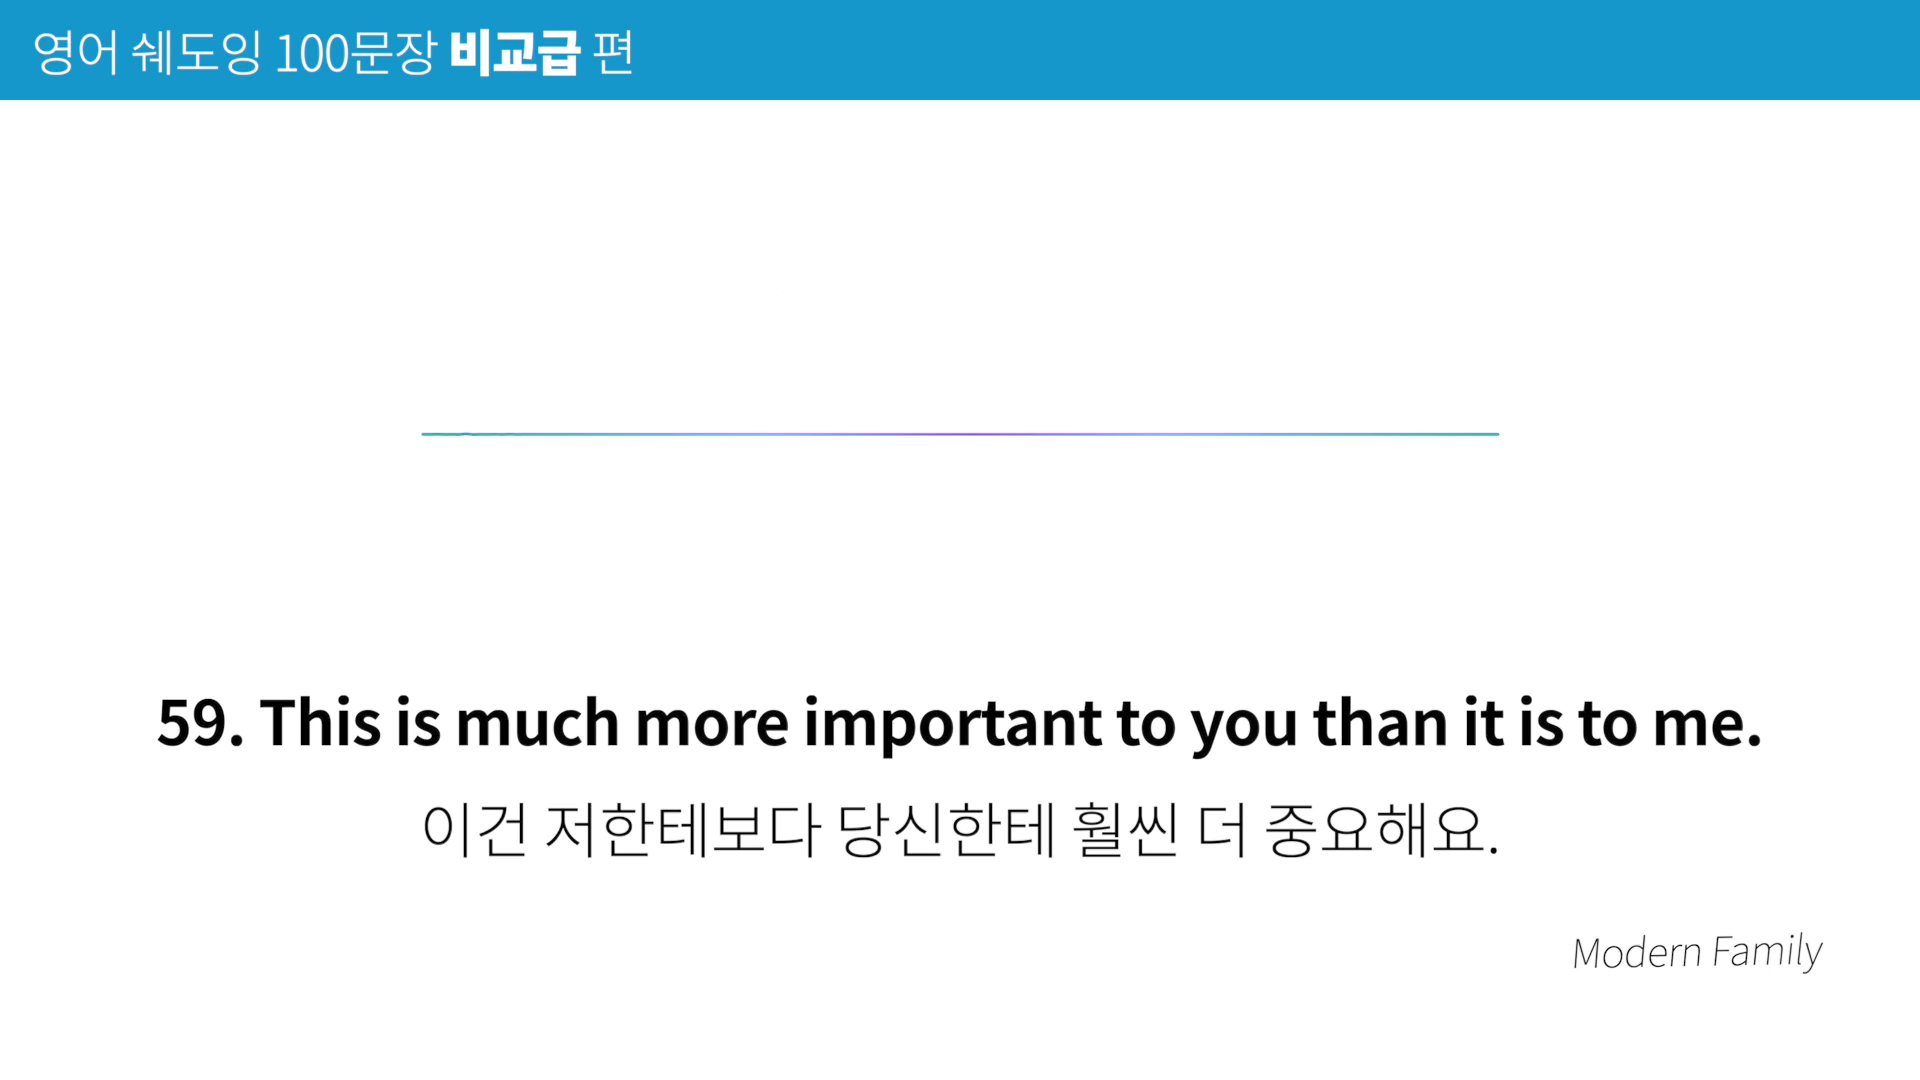 영어 쉐도잉 100문장 비교급 편
59. This is much more important to you than it is to me.
이건 저한테보다 당신한테 훨씬 더 중요해요.
Modern Family